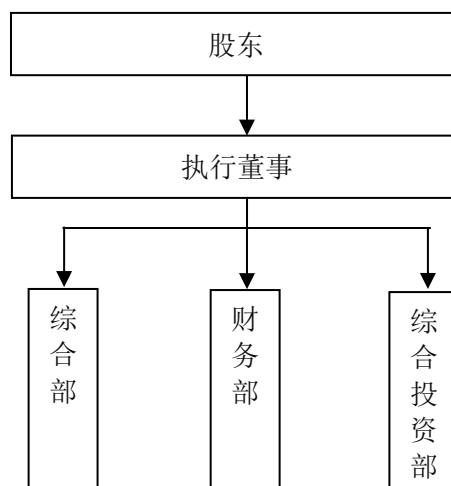 股东
执行董事
综合部
财务部
综合投资部